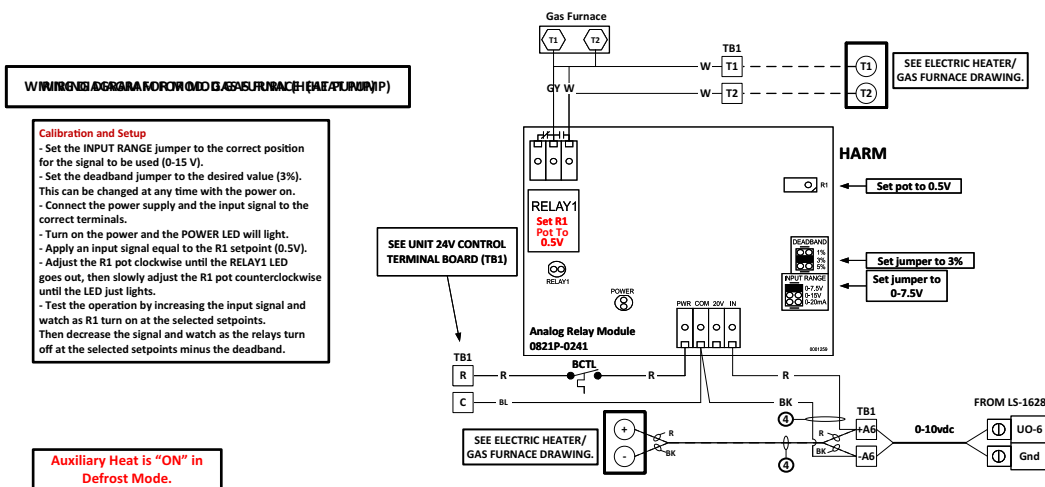 Gas Furnace
T1
T2
TB1
W
T1
T1
SEE ELECTRIC HEATER/
GAS FURNACE DRAWING.
W
T2
T2
GY
W
Calibration and Setup
- Set the INPUT RANGE jumper to the correct position
for the signal to be used (0-15 V).
- Set the deadband jumper to the desired value (3%).
This can be changed at any time with the power on.
- Connect the power supply and the input signal to the
correct terminals.
- Turn on the power and the POWER LED will light.
- Apply an input signal equal to the R1 setpoint (0.5V).
- Adjust the R1 pot clockwise until the RELAY1 LED
goes out, then slowly adjust the R1 pot counterclockwise
until the LED just lights.
- Test the operation by increasing the input signal and
watch as R1 turn on at the selected setpoints.
Then decrease the signal and watch as the relays turn
off at the selected setpoints minus the deadband.
HARM
R1
Set pot to 0.5V
RELAY1
Set R1
Pot To
0.5V
RELAY1
SEE UNIT 24V CONTROL
TERMINAL BOARD (TB1)
DEADBAND
1%
3%
5%
Set jumper to 3%
INPUT RANGE
0-7.5V
0-15V
0-20mA
Set jumper to
0-7.5V
POWER
PWR COM 20V IN
Analog Relay Module
0821P-0241
TB1
R
R
BCTL
R
R
C
BL
BK
FROM LS-1628
4
TB1
+A6
0-10vdc
UO-6
SEE ELECTRIC HEATER/
GAS FURNACE DRAWING.
+
-
R
BK
R
BK
-A6
Gnd
4
Auxiliary Heat is “ON” in
Defrost Mode.